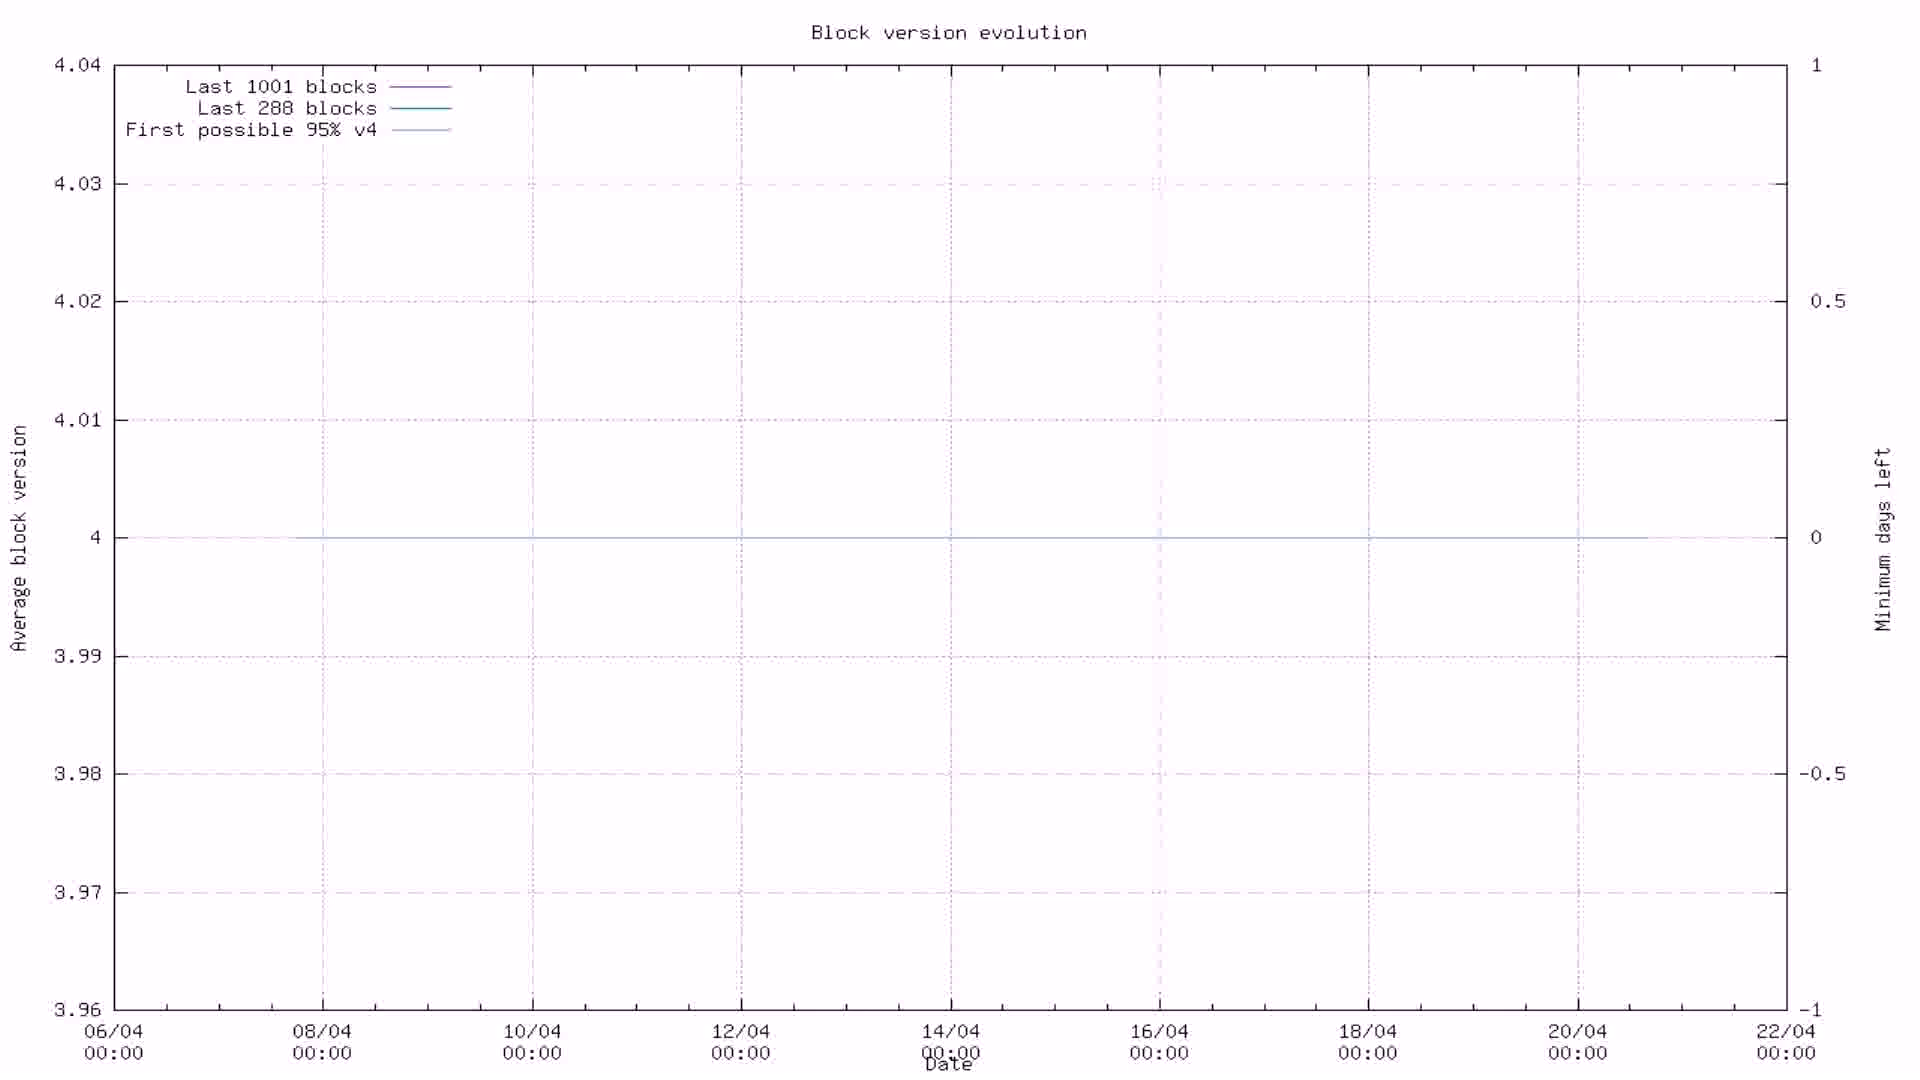 Block version evolution
Last 1001 blocks
Last 288 blocks
First possible 95% v4
4.04
4.03
4.02
4.01
4
3.99
3.98
3.97
3.96
Average block version
1
0.5
0
-0.5
-1
Minimum days left
06/04 08/04 10/04 12/04 14/04 16/04 18/04 20/04 22/04
00:00 00:00 00:00 00:00 00:00 00:00 00:00 00:00 00:00
Date